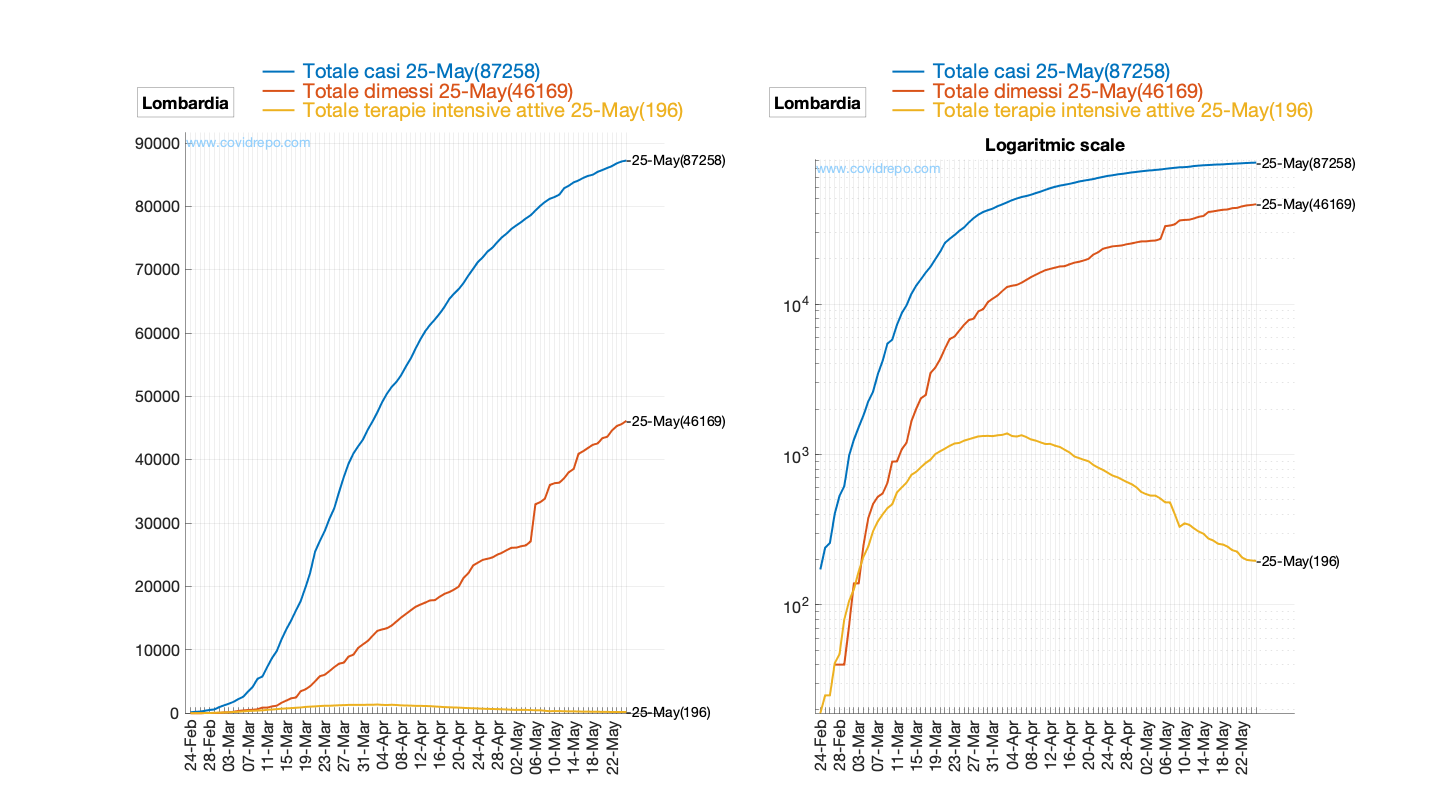 Lombardia
Totale casi 25-May(87258)
Totale dimessi 25-May(46169)
Totale terapie intensive attive 25-May(196)
90000
80000
70000
60000
50000
40000
30000
20000
10000
0
www.covidrepo.com
25-May(87258)
25-May(46169)
25-May(196)
24-Feb
28-Feb
03-Mar
07-Mar
11-Mar
15-Mar
19-Mar
23-Mar
27-Mar
31-Mar
04-Apr
08-Apr
12-Apr
16-Apr
20-Apr
24-Apr
28-Apr
02-May
06-May
10-May
14-May
18-May
22-May
Lombardia
Totale casi 25-May(87258)
Totale dimessi 25-May(46169)
Totale terapie intensive attive 25-May(196)
Logaritmic scale
www.covidrepo.com
10^4
10^3
10^2
25-May(87258)
25-May(46169)
25-May(196)
24-Feb
28-Feb
03-Mar
07-Mar
11-Mar
15-Mar
19-Mar
23-Mar
27-Mar
31-Mar
04-Apr
08-Apr
12-Apr
16-Apr
20-Apr
24-Apr
28-Apr
02-May
06-May
10-May
14-May
18-May
22-May